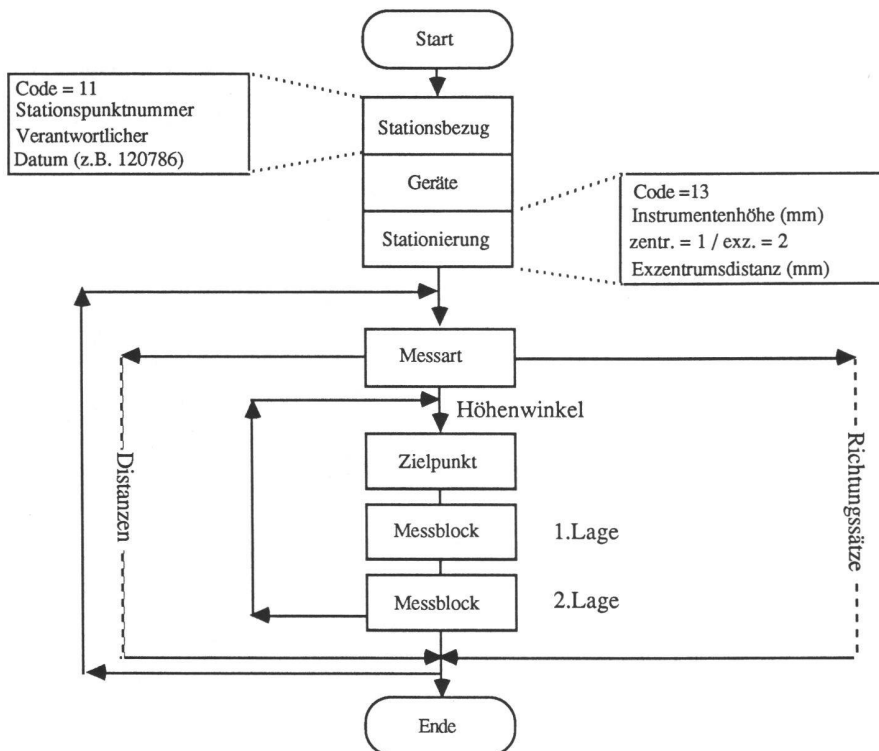 Start
Code = 11
Stationspunktnummer
Verantwortlicher
Datum (z.B. 120786)
Stationsbezug
Geräte
Stationierung
Code =13
Instrumentenhöhe (mm)
zentr. = 1 / exz. = 2
Exzentrumsdistanz (mm)
Messart
Höhenwinkel
Zielpunkt
Distanzen
Richtungssätze
Messblock
1.Lage
Messblock
2.Lage
Ende